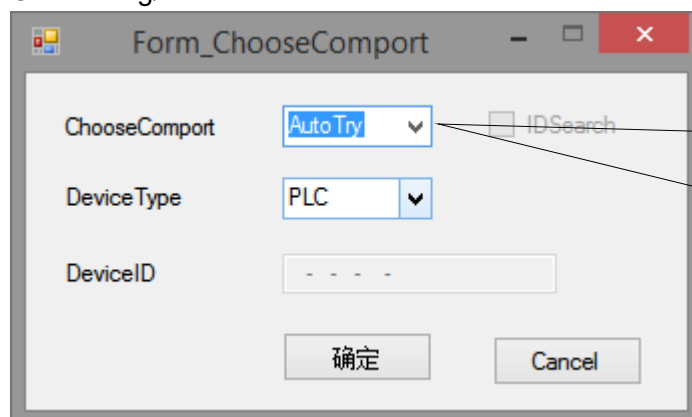 Form_ChooseComport
ChooseComport AutoTry IDSearch
DeviceType PLC
DeviceID - - - -
确定 Cancel